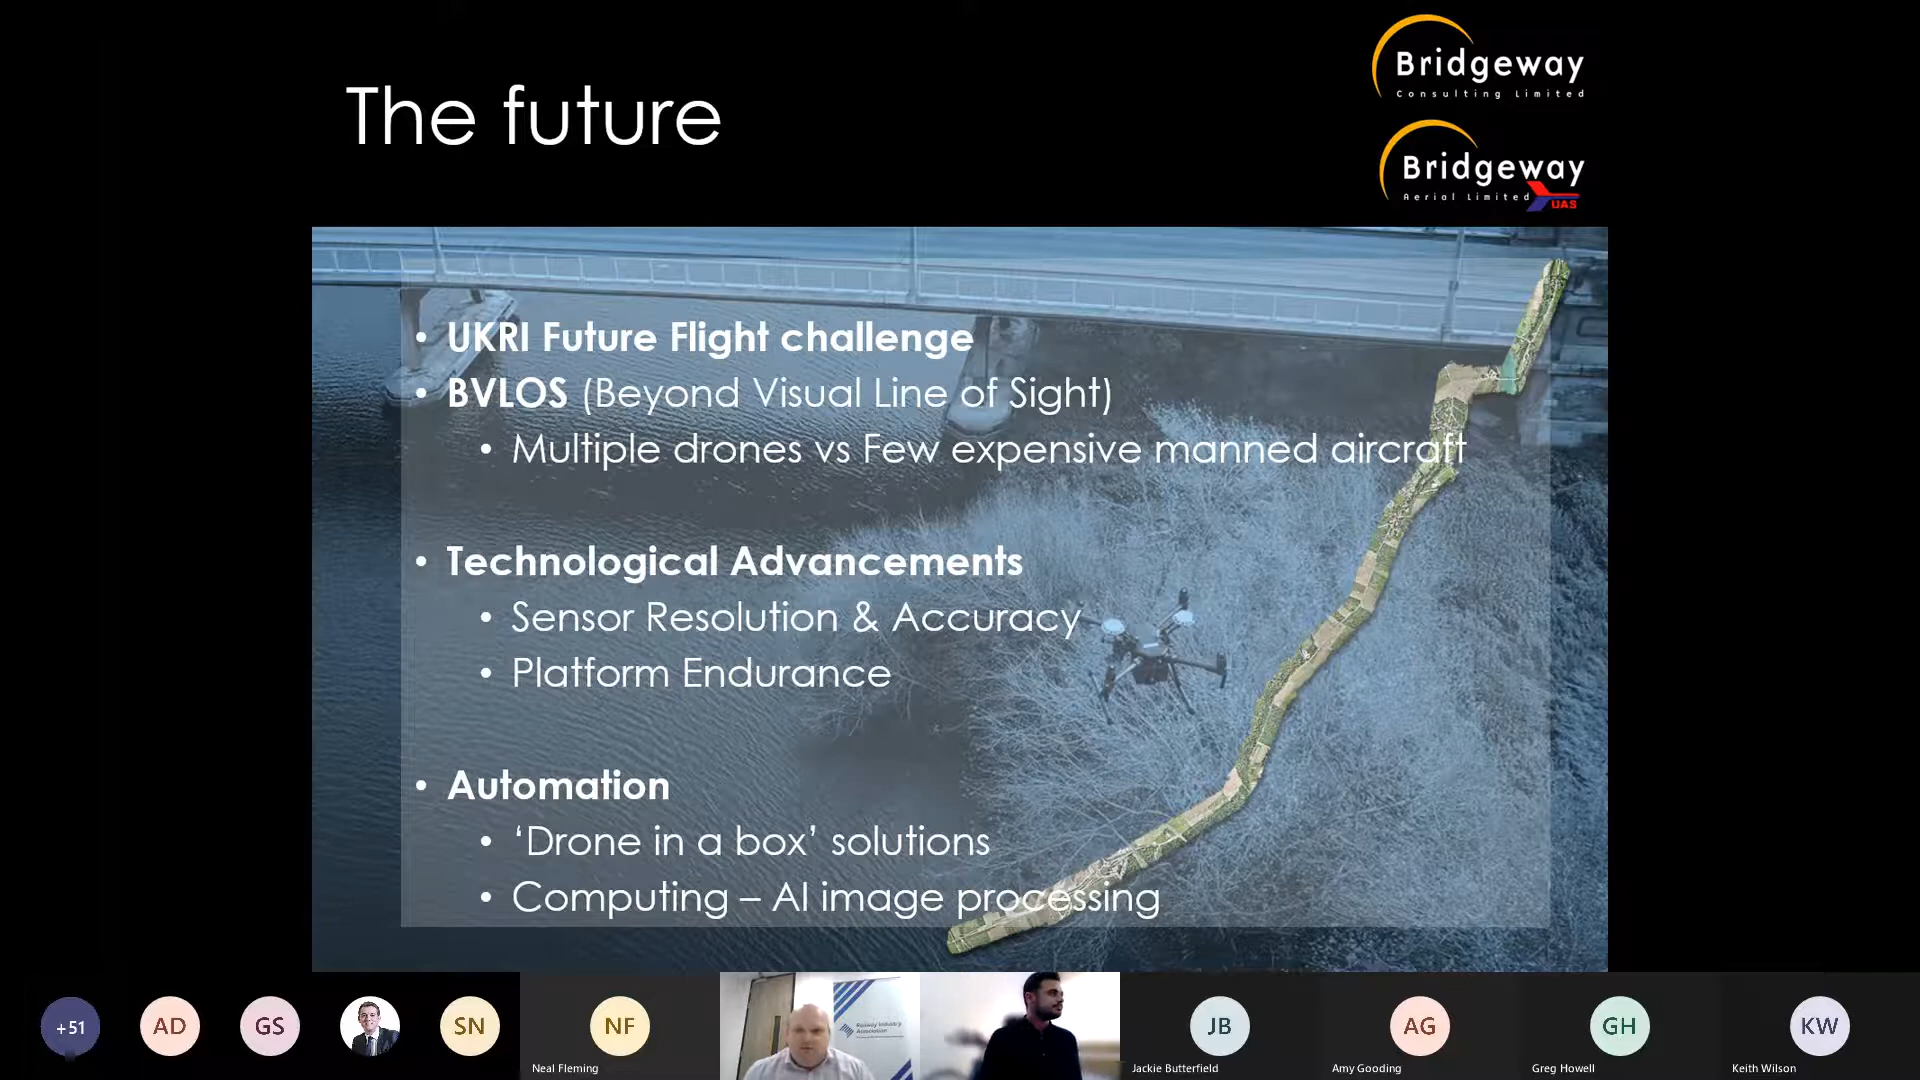 The future
Bridgeway
Consulting Limited
Bridgeway
Aerial Limited
UAS
• UKRI Future Flight challenge
• BVLOS (Beyond Visual Line of Sight)
• Multiple drones vs Few expensive manned aircraft
• Technological Advancements
• Sensor Resolution & Accuracy
• Platform Endurance
• Automation
• ‘Drone in a box’ solutions
• Computing – AI image processing
+51
AD
GS
SN
NF
Neal Fleming
Railway Industry
Association
JB
Jackie Butterfield
AG
Amy Gooding
GH
Greg Howell
KW
Keith Wilson